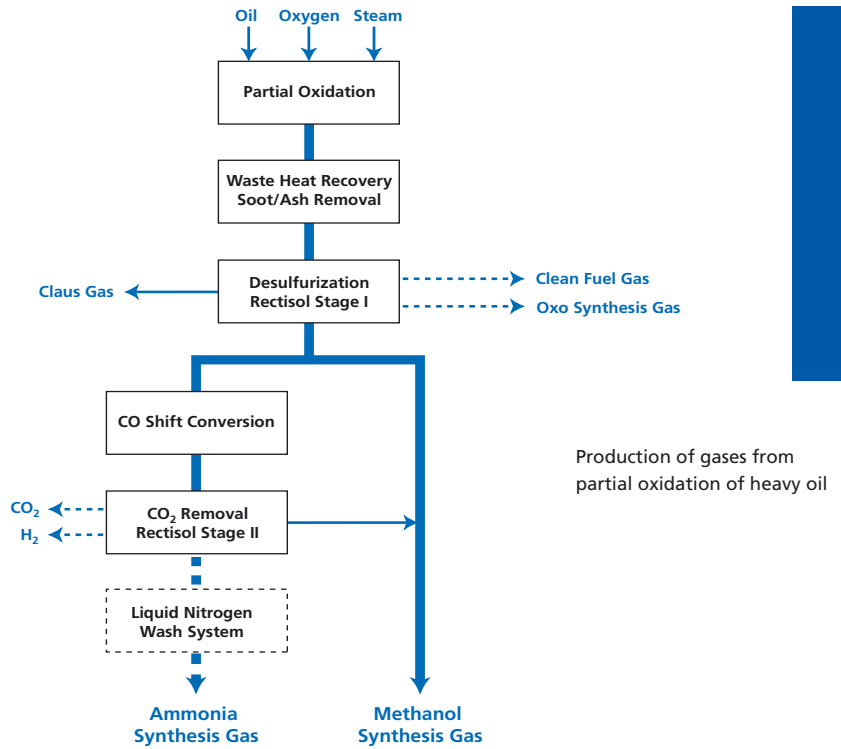 Oil Oxygen Steam
Partial Oxidation
Waste Heat Recovery
Soot/Ash Removal
Desulfurization
Rectisol Stage I
Claus Gas
Clean Fuel Gas
Oxo Synthesis Gas
CO Shift Conversion
Production of gases from
partial oxidation of heavy oil
CO₂
H₂
CO₂ Removal
Rectisol Stage II
Liquid Nitrogen
Wash System
Ammonia
Synthesis Gas
Methanol
Synthesis Gas